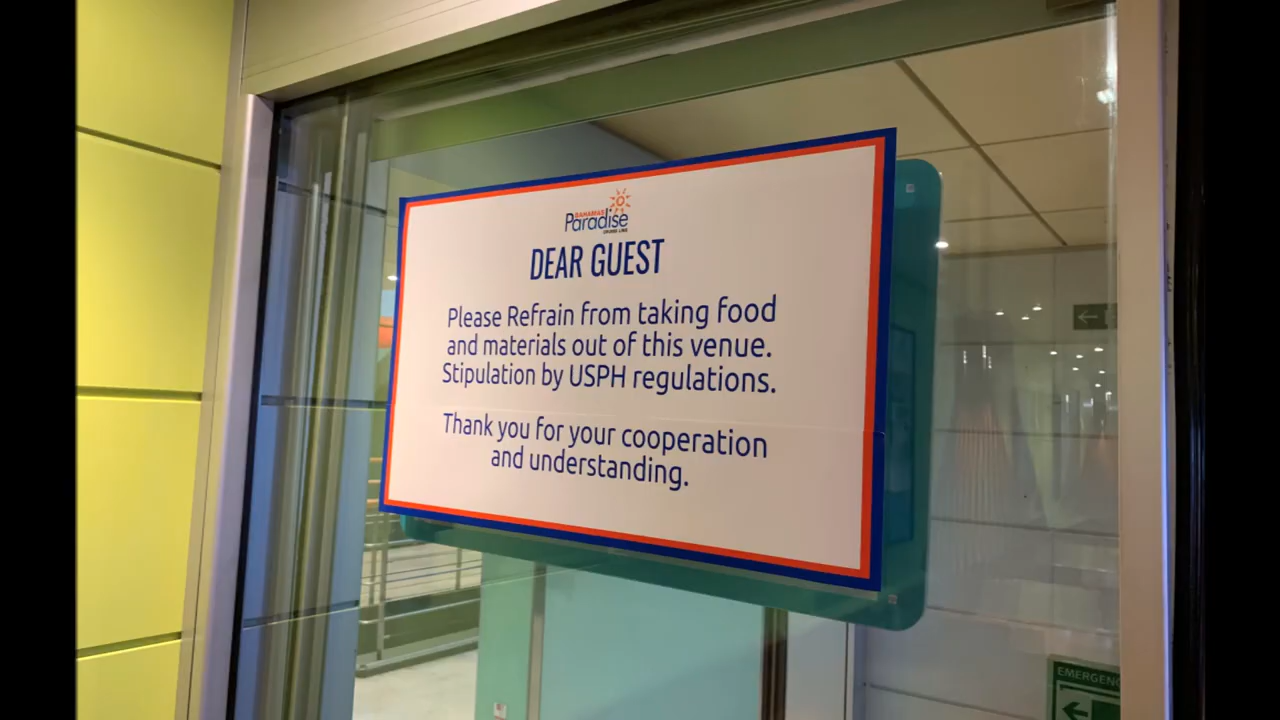 BAHAMAS
Paradise
CRUISE LINE
DEAR GUEST
Please Refrain from taking food
and materials out of this venue.
Stipulation by USPH regulations.
Thank you for your cooperation
and understanding.
EMERGENC